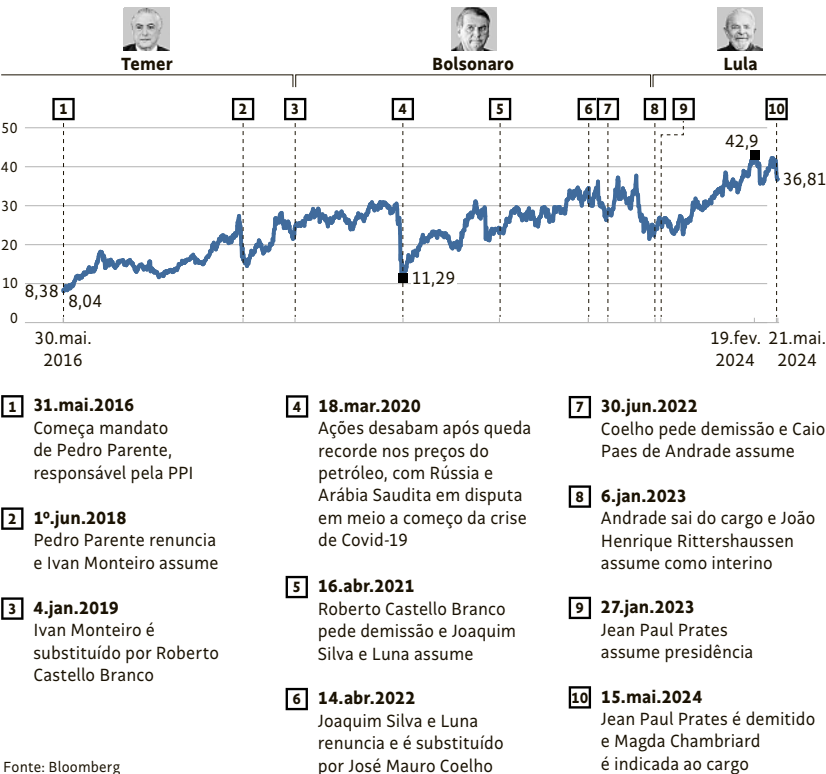 Temer
Bolsonaro
Lula
1 2 3 4 5 6 7 8 9 10
50
40
30
20
10
0
8,38
8,04
11,29
42,9
36,81
30.mai.
2016
19.fev.
2024
21.mai.
2024
1 31.mai.2016
Começa mandato
de Pedro Parente,
responsável pela PPI
2 1º.jun.2018
Pedro Parente renuncia
e Ivan Monteiro assume
3 4.jan.2019
Ivan Monteiro é
substituído por Roberto
Castello Branco
4 18.mar.2020
Ações desabam após queda
recorde nos preços do
petróleo, com Rússia e
Arábia Saudita em disputa
em meio a começo da crise
de Covid-19
5 16.abr.2021
Roberto Castello Branco
pede demissão e Joaquim
Silva e Luna assume
6 14.abr.2022
Joaquim Silva e Luna
renuncia e é substituído
por José Mauro Coelho
7 30.jun.2022
Coelho pede demissão e Caio
Paes de Andrade assume
8 6.jan.2023
Andrade sai do cargo e João
Henrique Rittershaussen
assume como interino
9 27.jan.2023
Jean Paul Prates
assume presidência
10 15.mai.2024
Jean Paul Prates é demitido
e Magda Chambriard
é indicada ao cargo
Fonte: Bloomberg